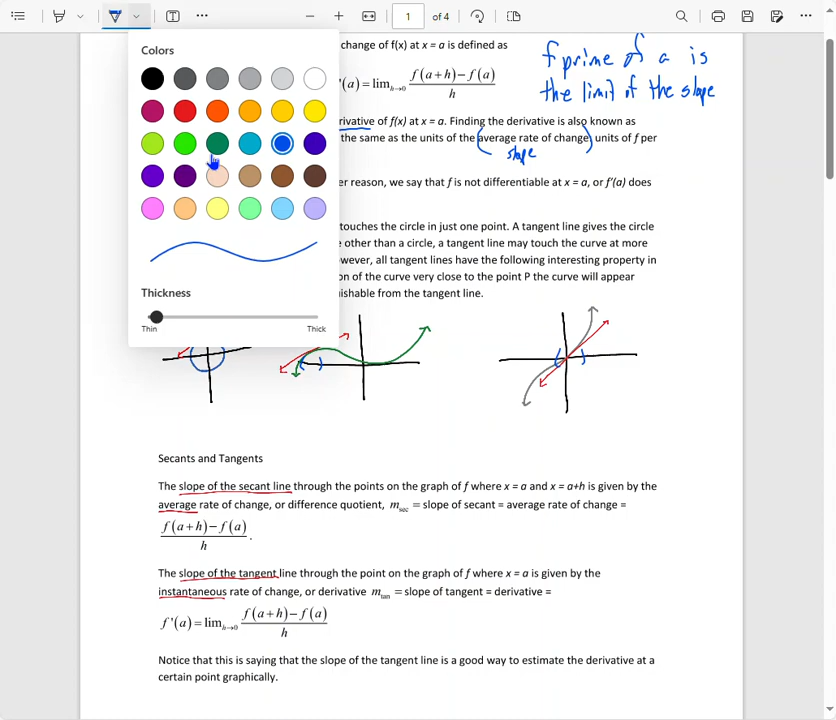 1 of 4
Colors
Thickness
Thin Thick
change of f(x) at x = a is defined as
'(a) = lim h→0 f(a+h)−f(a) / h
f prime of a is
the limit of the slope
rivative of f(x) at x = a. Finding the derivative is also known as
the same as the units of the (average rate of change) units of f per
slope
er reason, we say that f is not differentiable at x = a, or f'(a) does
touches the circle in just one point. A tangent line gives the circle
e other than a circle, a tangent line may touch the curve at more
owever, all tangent lines have the following interesting property in
on of the curve very close to the point P the curve will appear
uishable from the tangent line.
Secants and Tangents
The slope of the secant line through the points on the graph of f where x = a and x = a+h is given by the
average rate of change, or difference quotient, m sec = slope of secant = average rate of change =
f(a+h)−f(a) / h .
The slope of the tangent line through the point on the graph of f where x = a is given by the
instantaneous rate of change, or derivative m tan = slope of tangent = derivative =
f '(a) = lim h→0 f(a+h)−f(a) / h
Notice that this is saying that the slope of the tangent line is a good way to estimate the derivative at a
certain point graphically.